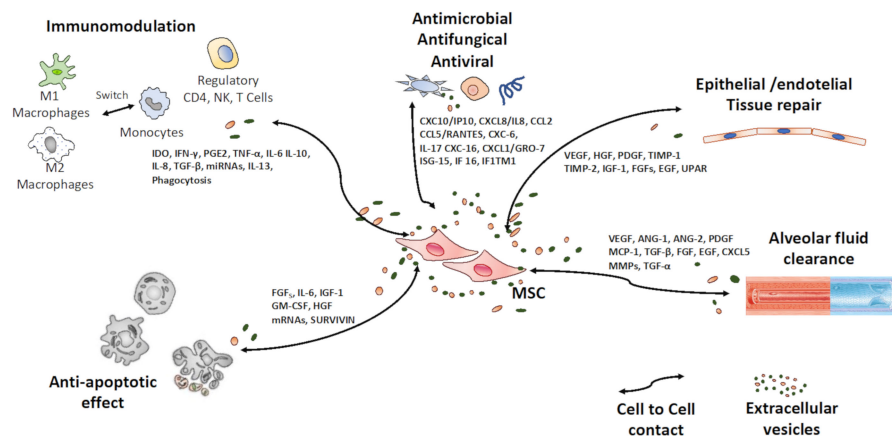 Immunomodulation
M1
Macrophages
Switch
Monocytes
M2
Macrophages
Regulatory
CD4, NK, T Cells
IDO, IFN-γ, PGE2, TNF-α, IL-6 IL-10,
IL-8, TGF-β, miRNAs, IL-13,
Phagocytosis
Antimicrobial
Antifungical
Antiviral
CXC10/IP10, CXCL8/IL8, CCL2
CCL5/RANTES, CXC-6,
IL-17 CXC-16, CXCL1/GRO-7
ISG-15, IF 16, IF1TM1
Epithelial /endotelial
Tissue repair
VEGF, HGF, PDGF, TIMP-1
TIMP-2, IGF-1, FGFs, EGF, UPAR
VEGF, ANG-1, ANG-2, PDGF
MCP-1, TGF-β, FGF, EGF, CXCL5
MMPs, TGF-α
Alveolar fluid
clearance
MSC
FGFs, IL-6, IGF-1
GM-CSF, HGF
mRNAs, SURVIVIN
Anti-apoptotic
effect
Cell to Cell
contact
Extracellular
vesicles